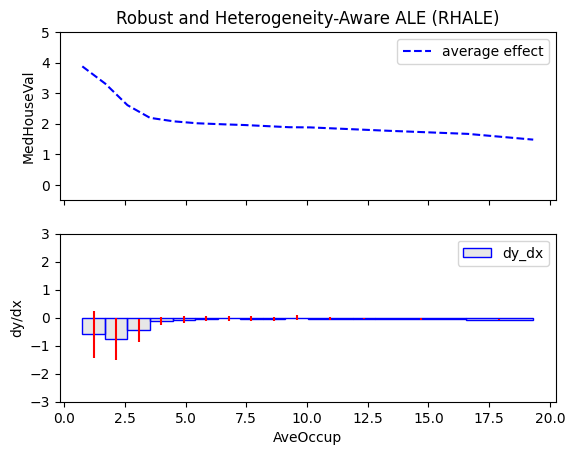 Robust and Heterogeneity-Aware ALE (RHALE)
5
4
3
2
1
0
MedHouseVal
average effect
3
2
1
0
−1
−2
−3
dy/dx
dy_dx
0.0 2.5 5.0 7.5 10.0 12.5 15.0 17.5 20.0
AveOccup